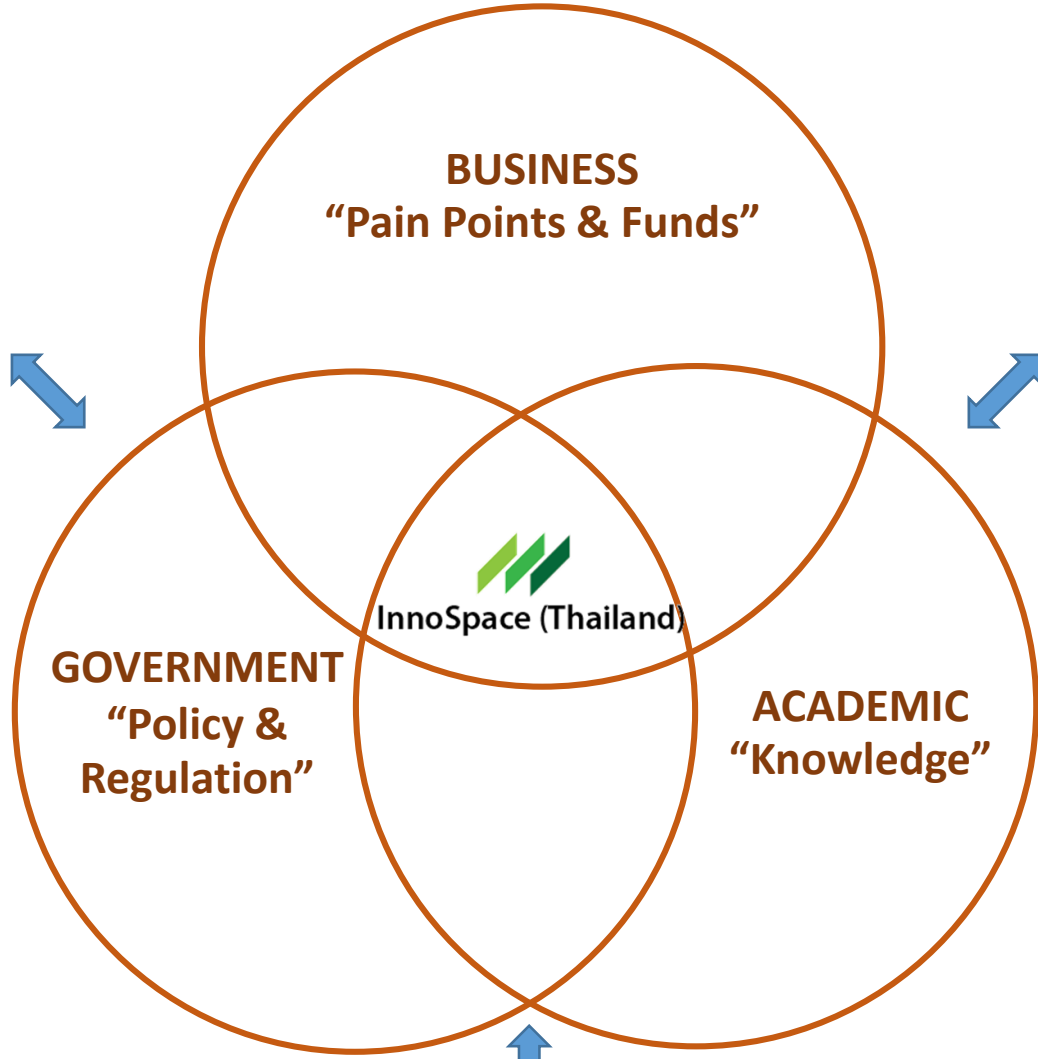 BUSINESS
“Pain Points & Funds”
InnoSpace (Thailand)
GOVERNMENT
“Policy &
Regulation”
ACADEMIC
“Knowledge”